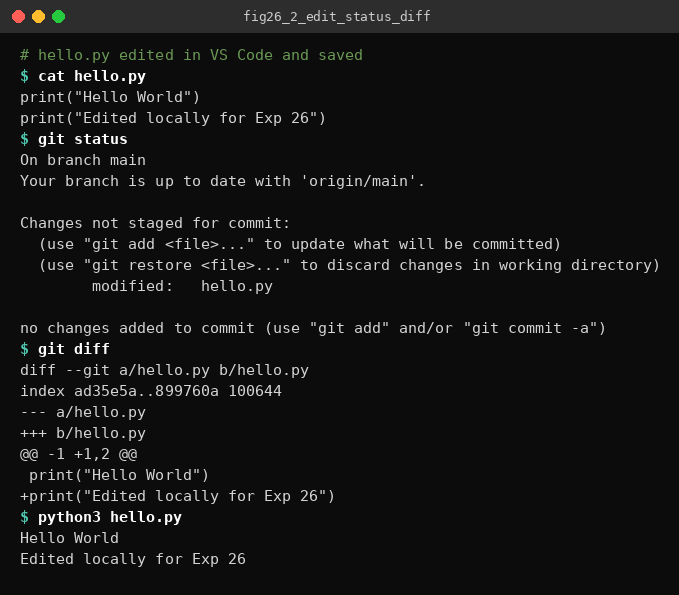 fig26_2_edit_status_diff
# hello.py edited in VS Code and saved
$ cat hello.py
print("Hello World")
print("Edited locally for Exp 26")
$ git status
On branch main
Your branch is up to date with 'origin/main'.

Changes not staged for commit:
  (use "git add <file>..." to update what will be committed)
  (use "git restore <file>..." to discard changes in working directory)
        modified:   hello.py

no changes added to commit (use "git add" and/or "git commit -a")
$ git diff
diff --git a/hello.py b/hello.py
index ad35e5a..899760a 100644
--- a/hello.py
+++ b/hello.py
@@ -1 +1,2 @@
 print("Hello World")
+print("Edited locally for Exp 26")
$ python3 hello.py
Hello World
Edited locally for Exp 26